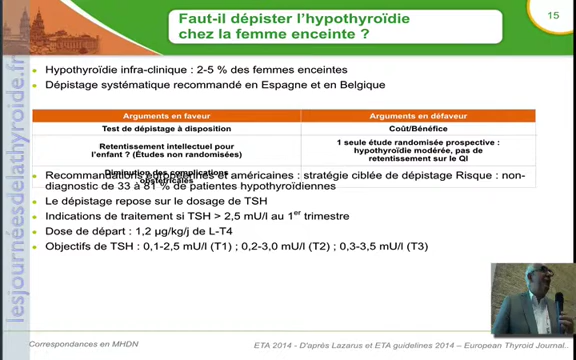 Faut-il dépister l'hypothyroïdie
chez la femme enceinte ?
15
lesjournéesdelathyroide.fr
Hypothyroïdie infra-clinique : 2-5 % des femmes enceintes
Dépistage systématique recommandé en Espagne et en Belgique
Arguments en faveur
Arguments en défaveur
Test de dépistage à disposition
Coût/Bénéfice
Retentissement intellectuel pour
l'enfant ? (Études non randomisées)
1 seule étude randomisée prospective :
hypothyroïdie modérée, pas de
retentissement sur le QI
Diminution des complications
obstétricales
Recommandations européennes et américaines : stratégie ciblée de dépistage Risque : non-
diagnostic de 33 à 81 % de patientes hypothyroïdiennes
Le dépistage repose sur le dosage de TSH
Indications de traitement si TSH > 2,5 mU/l au 1er trimestre
Dose de départ : 1,2 µg/kg/j de L-T4
Objectifs de TSH : 0,1-2,5 mU/l (T1) ; 0,2-3,0 mU/l (T2) ; 0,3-3,5 mU/l (T3)
Correspondances en MHDN
ETA 2014 - D'après Lazarus et ETA guidelines 2014 – European Thyroid Journal..